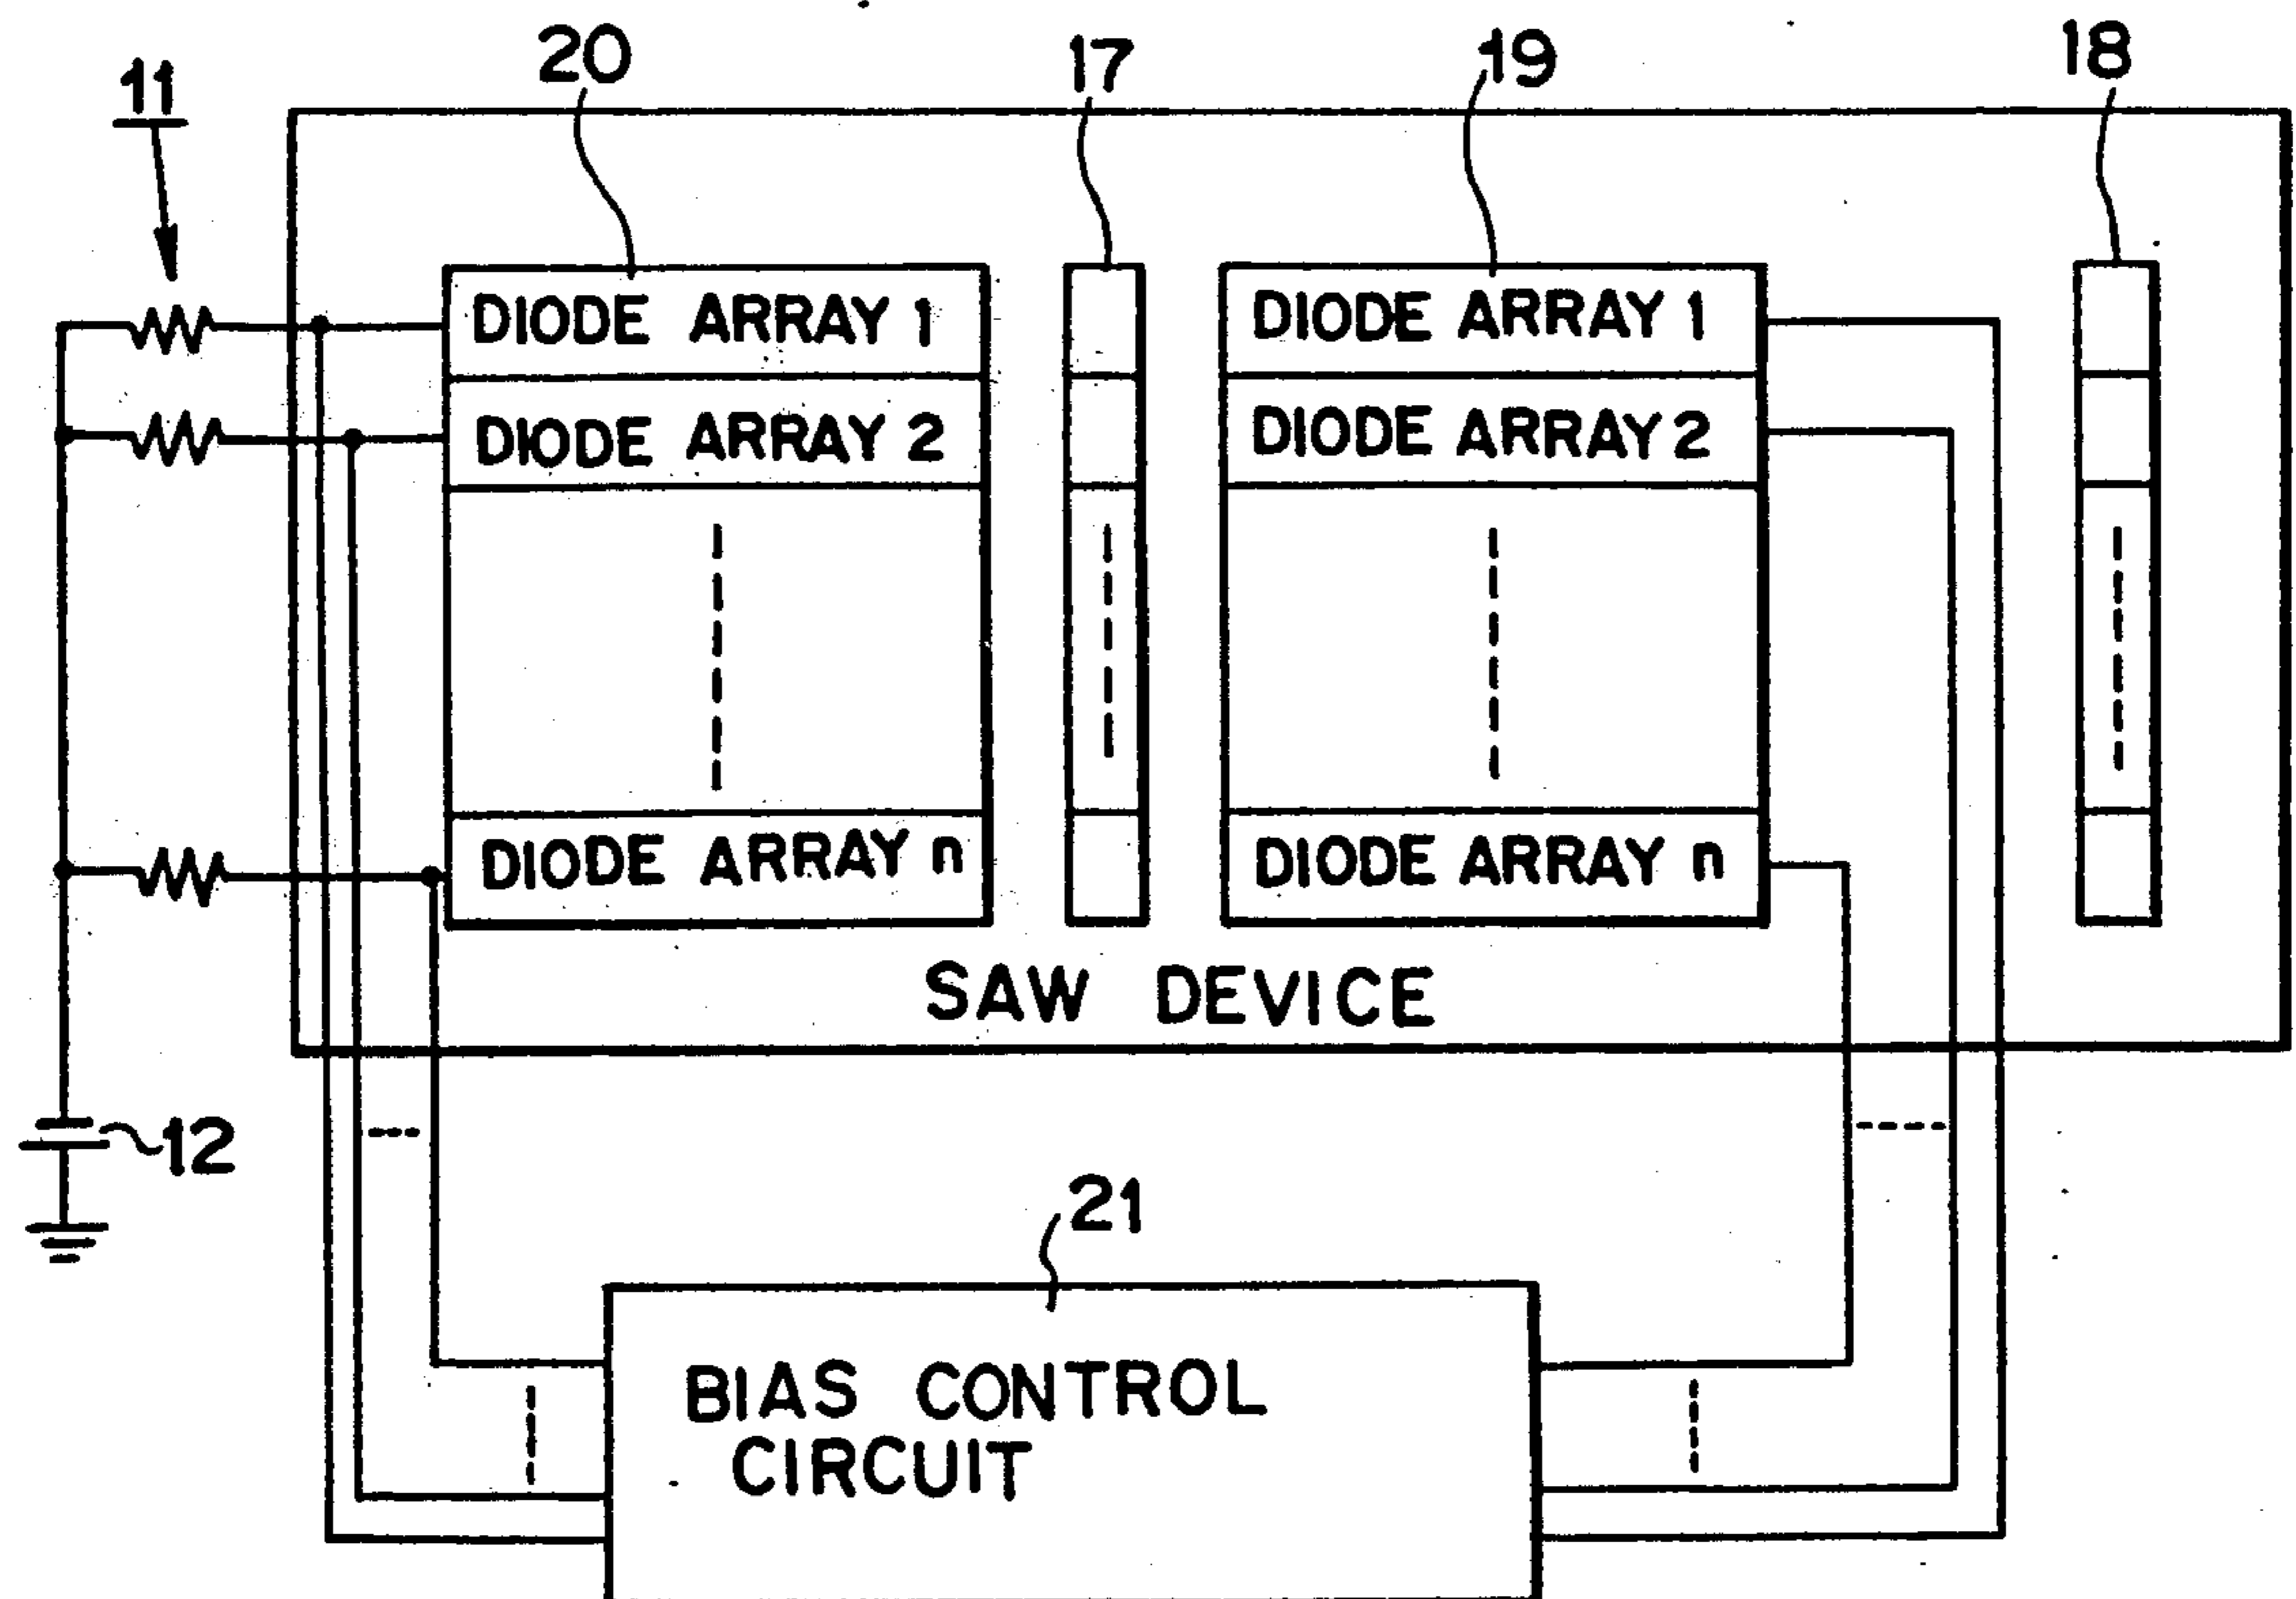 11
20
17
19
18
DIODE ARRAY 1
DIODE ARRAY 2
DIODE ARRAY n
DIODE ARRAY 1
DIODE ARRAY 2
DIODE ARRAY n
SAW DEVICE
12
21
BIAS CONTROL
CIRCUIT